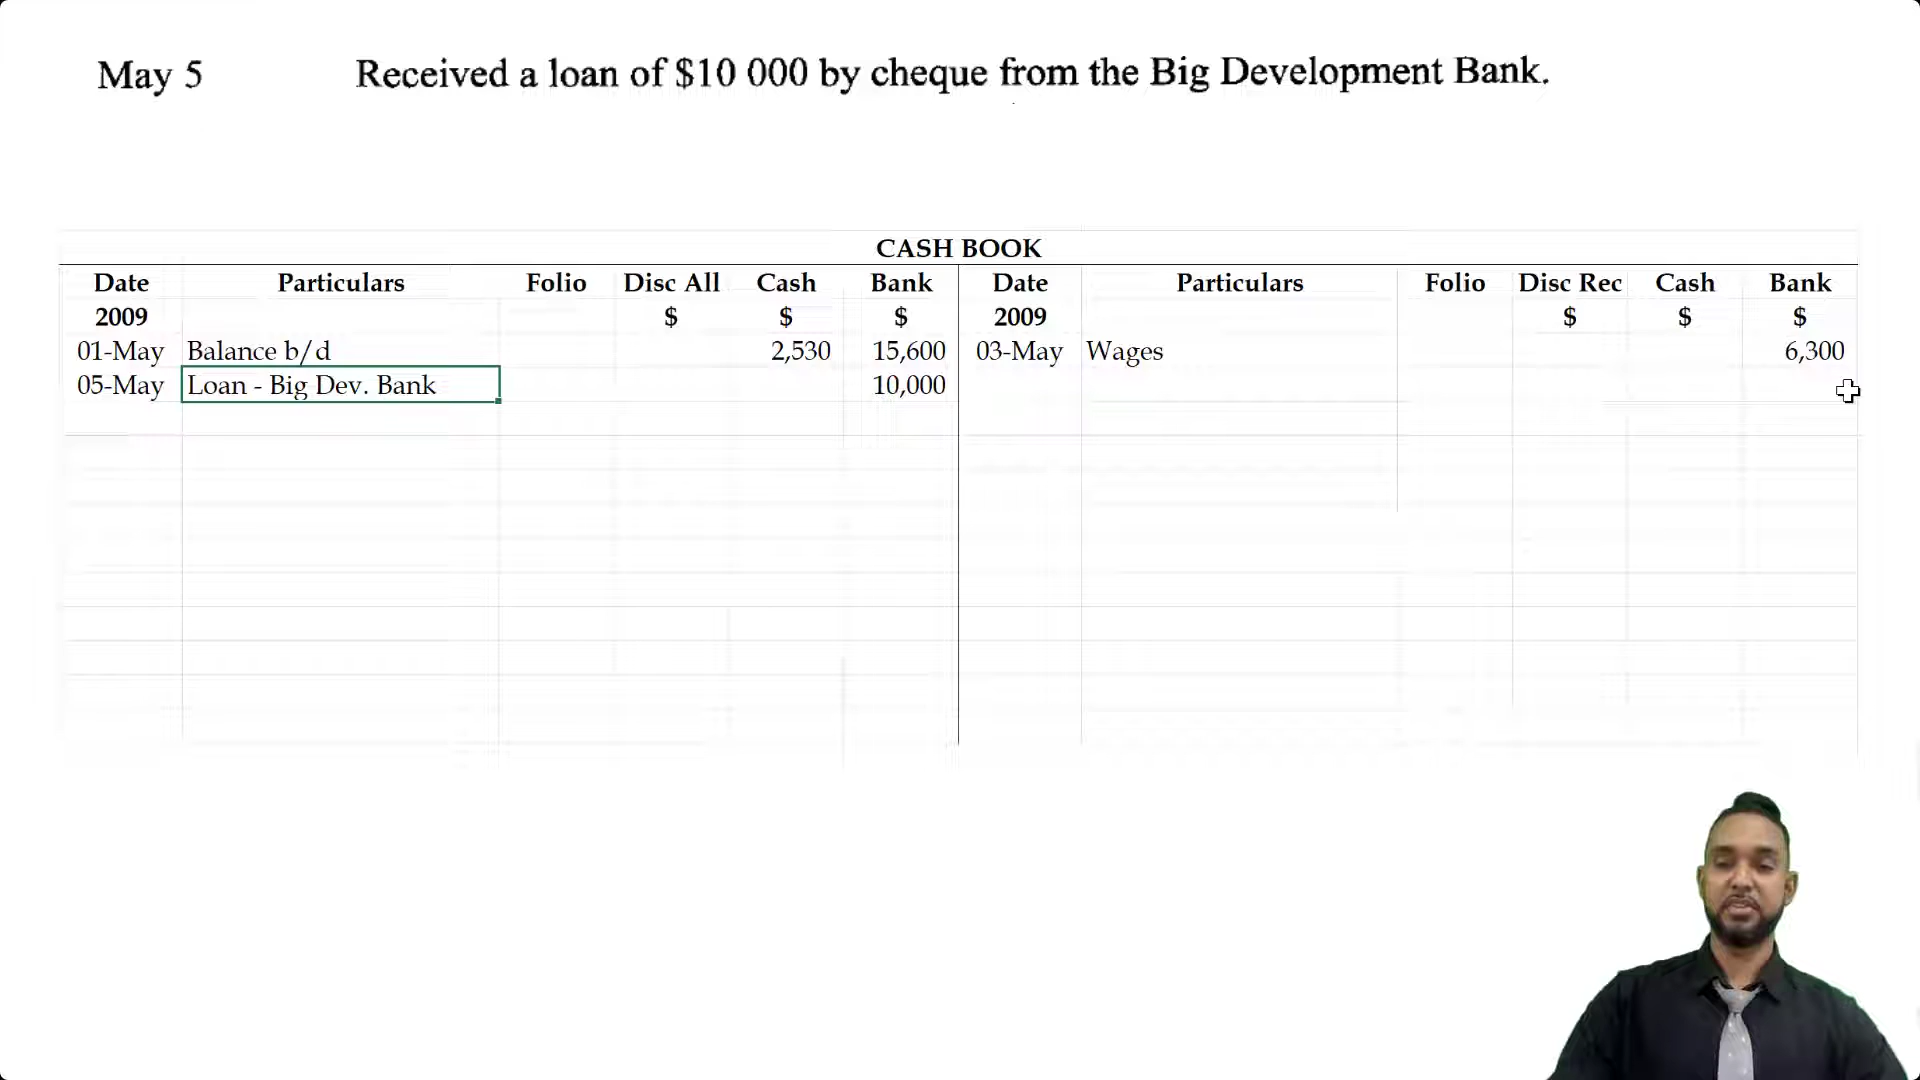 May 5 Received a loan of $10 000 by cheque from the Big Development Bank.
CASH BOOK
Date Particulars Folio Disc All Cash Bank Date Particulars Folio Disc Rec Cash Bank
2009 $ $ $ 2009 $ $ $
01-May Balance b/d 2,530 15,600 03-May Wages 6,300
05-May Loan - Big Dev. Bank 10,000